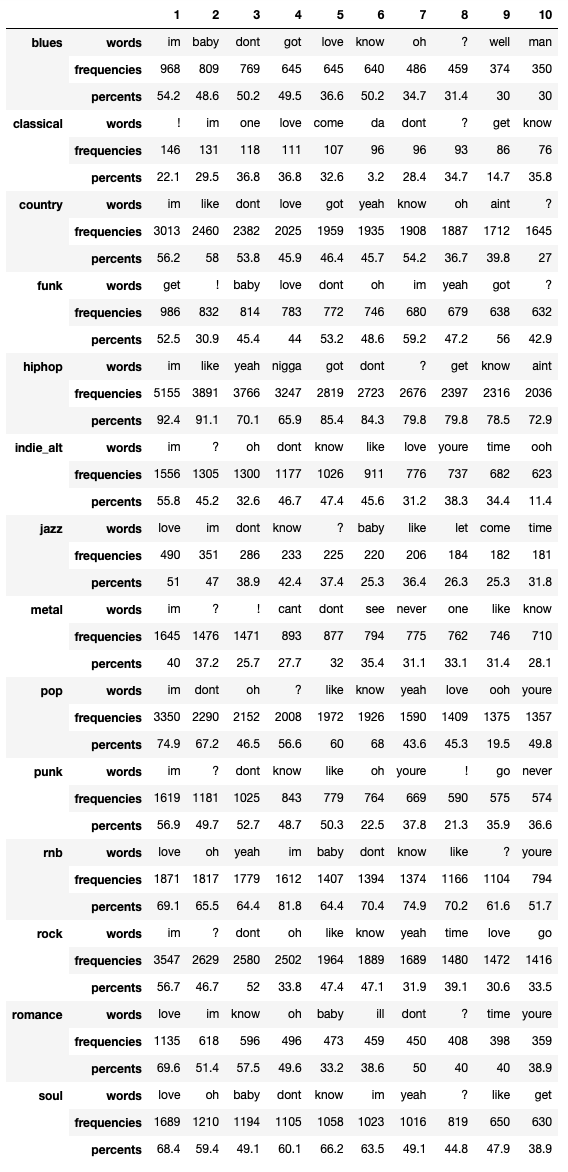 1 2 3 4 5 6 7 8 9 10
blues words im baby dont got love know oh ? well man
frequencies 968 809 769 645 645 640 486 459 374 350
percents 54.2 48.6 50.2 49.5 36.6 50.2 34.7 31.4 30 30
classical words ! im one love come da dont ? get know
frequencies 146 131 118 111 107 96 96 93 86 76
percents 22.1 29.5 36.8 36.8 32.6 3.2 28.4 34.7 14.7 35.8
country words im like dont love got yeah know oh aint ?
frequencies 3013 2460 2382 2025 1959 1935 1908 1887 1712 1645
percents 56.2 58 53.8 45.9 46.4 45.7 54.2 36.7 39.8 27
funk words get ! baby love dont oh im yeah got ?
frequencies 986 832 814 783 772 746 680 679 638 632
percents 52.5 30.9 45.4 44 53.2 48.6 59.2 47.2 56 42.9
hiphop words im like yeah nigga got dont ? get know aint
frequencies 5155 3891 3766 3247 2819 2723 2676 2397 2316 2036
percents 92.4 91.1 70.1 65.9 85.4 84.3 79.8 79.8 78.5 72.9
indie_alt words im ? oh dont know like love youre time ooh
frequencies 1556 1305 1300 1177 1026 911 776 737 682 623
percents 55.8 45.2 32.6 46.7 47.4 45.6 31.2 38.3 34.4 11.4
jazz words love im dont know ? baby like let come time
frequencies 490 351 286 233 225 220 206 184 182 181
percents 51 47 38.9 42.4 37.4 25.3 36.4 26.3 25.3 31.8
metal words im ? ! cant dont see never one like know
frequencies 1645 1476 1471 893 877 794 775 762 746 710
percents 40 37.2 25.7 27.7 32 35.4 31.1 33.1 31.4 28.1
pop words im dont oh ? like know yeah love ooh youre
frequencies 3350 2290 2152 2008 1972 1926 1590 1409 1375 1357
percents 74.9 67.2 46.5 56.6 60 68 43.6 45.3 19.5 49.8
punk words im ? dont know like oh youre ! go never
frequencies 1619 1181 1025 843 779 764 669 590 575 574
percents 56.9 49.7 52.7 48.7 50.3 22.5 37.8 21.3 35.9 36.6
rnb words love oh yeah im baby dont know like ? youre
frequencies 1871 1817 1779 1612 1407 1394 1374 1166 1104 794
percents 69.1 65.5 64.4 81.8 64.4 70.4 74.9 70.2 61.6 51.7
rock words im ? dont oh like know yeah time love go
frequencies 3547 2629 2580 2502 1964 1889 1689 1480 1472 1416
percents 56.7 46.7 52 33.8 47.4 47.1 31.9 39.1 30.6 33.5
romance words love im know oh baby ill dont ? time youre
frequencies 1135 618 596 496 473 459 450 408 398 359
percents 69.6 51.4 57.5 49.6 33.2 38.6 50 40 40 38.9
soul words love oh baby dont know im yeah ? like get
frequencies 1689 1210 1194 1105 1058 1023 1016 819 650 630
percents 68.4 59.4 49.1 60.1 66.2 63.5 49.1 44.8 47.9 38.9